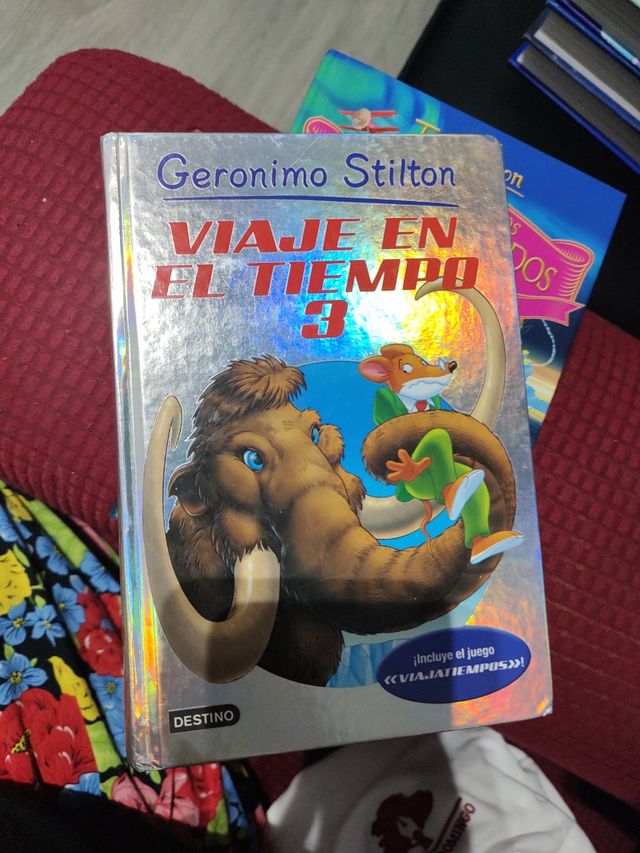 Geronimo Stilton
VIAJE EN
EL TIEMPO
3
¡Incluye el juego
«VIAJATIEMPOS»!
DESTINO